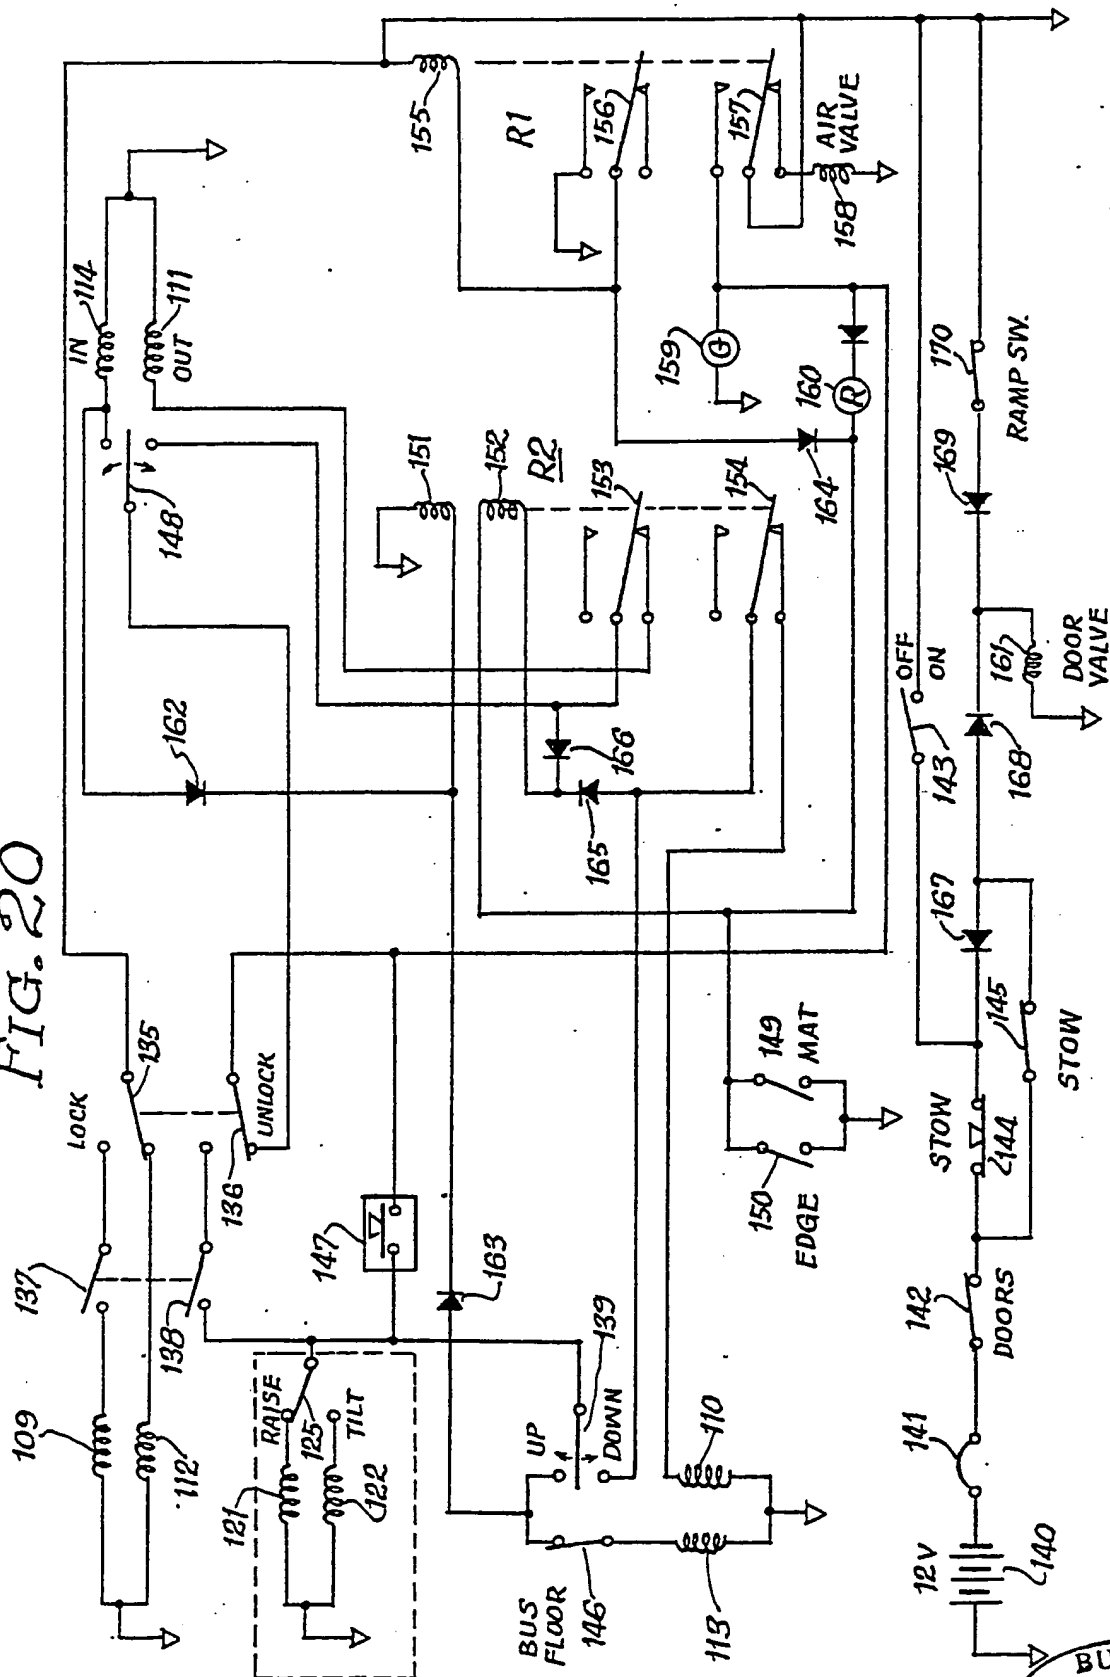 FIG. 20
LOCK
135
137
138
136
UNLOCK
109
112
RAISE
125
TILT
121
122
147
163
UP
139
DOWN
BUS
FLOOR
146
110
113
IN
114
111
OUT
148
162
151
152
R2
153
154
166
165
164
155
R1
156
157
AIR
VALVE
158
159
G
160
R
149
MAT
150
EDGE
STOW
144
145
STOW
142
DOORS
141
12V
140
167
143
OFF
ON
168
161
DOOR
VALVE
169
170
RAMP SW.
BU